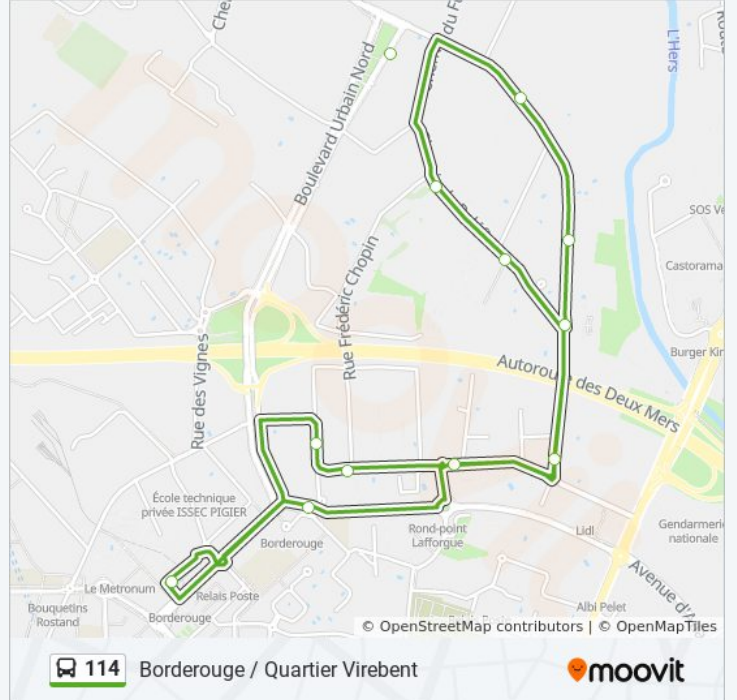 L'Hers
Boulevard Urbain Nord
SOS
Rue Frédéric Chopin
Castorama
Rue des Vignes
Burger
Autoroute des Deux Mers
École technique
privée ISSEC PIGIER
Rond-point
Lafforgue
Lidl
Gendarmerie
nationale
Borderouge
Le Metronum
Relais Poste
Bouquetins
Rostand
Borderouge
Albi Pelet
Avenue
© OpenStreetMap contributors | © OpenMapTiles
114
Borderouge / Quartier Virebent
moovit